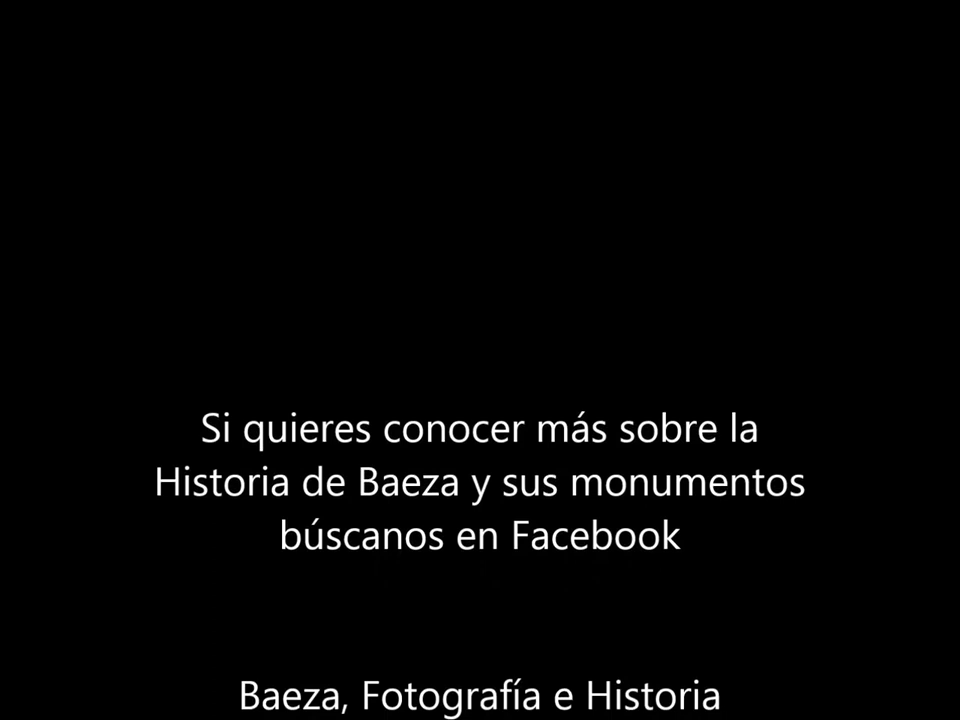 Si quieres conocer más sobre la
Historia de Baeza y sus monumentos
búscanos en Facebook
Baeza, Fotografía e Historia